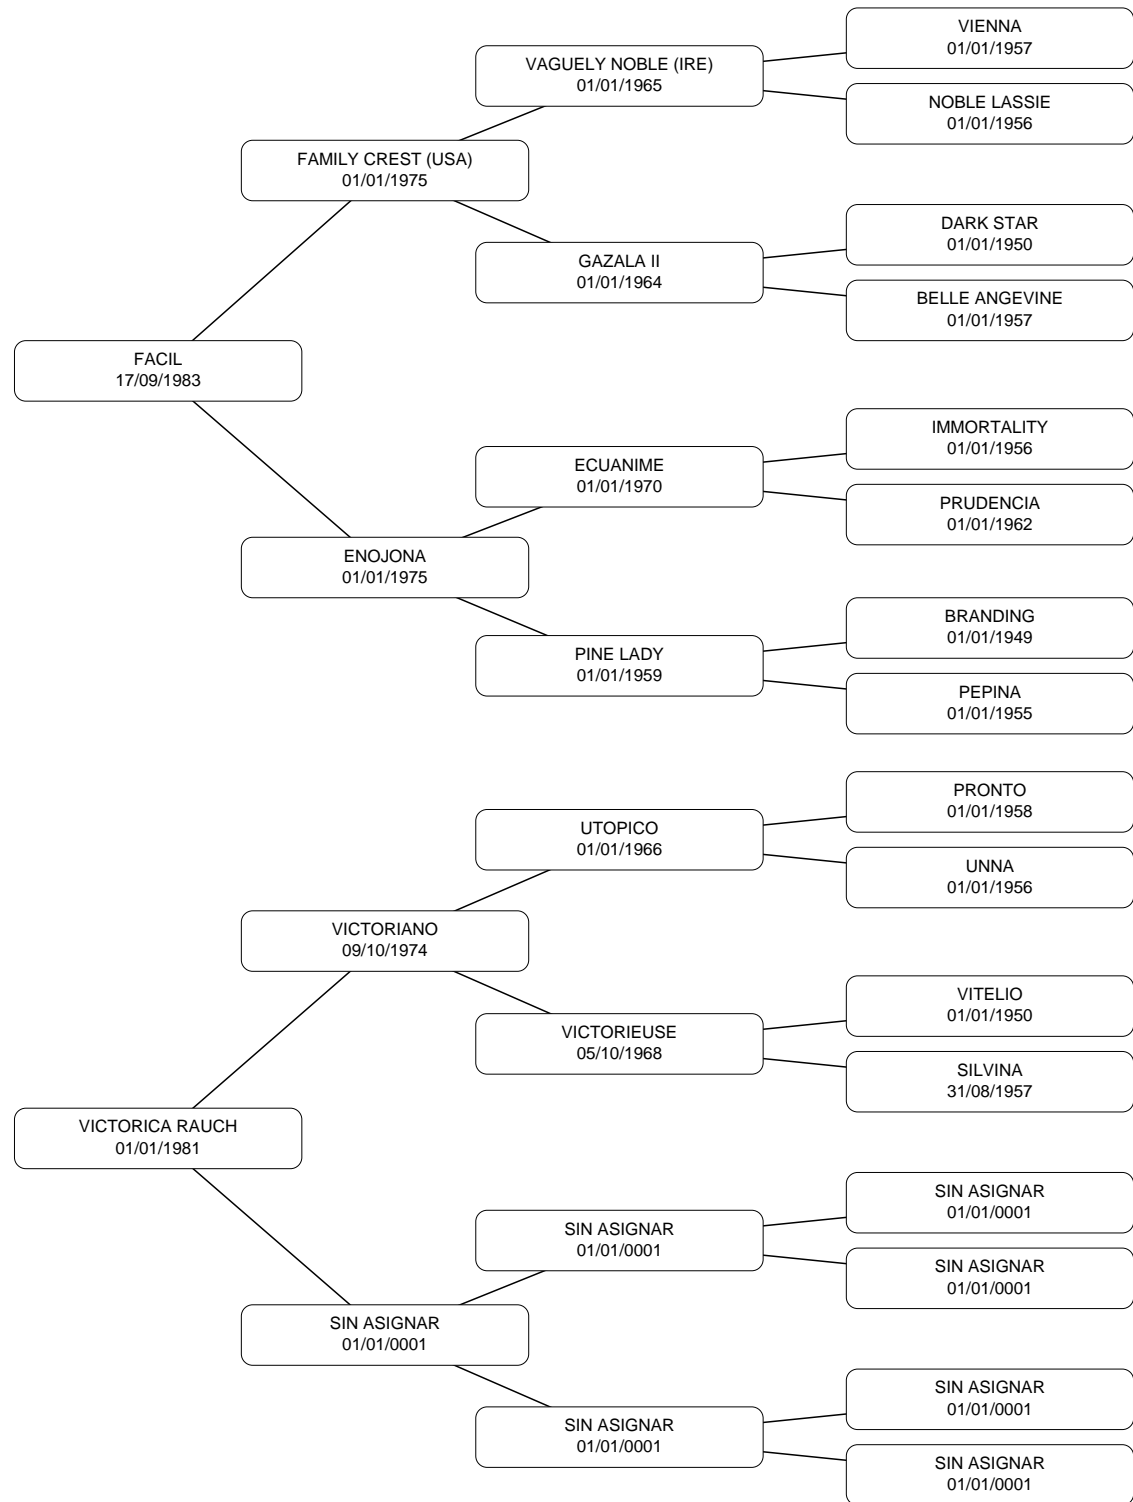 VIENNA
01/01/1957
VAGUELY NOBLE (IRE)
01/01/1965
NOBLE LASSIE
01/01/1956
FAMILY CREST (USA)
01/01/1975
DARK STAR
01/01/1950
GAZALA II
01/01/1964
BELLE ANGEVINE
01/01/1957
FACIL
17/09/1983
IMMORTALITY
01/01/1956
ECUANIME
01/01/1970
PRUDENCIA
01/01/1962
ENOJONA
01/01/1975
BRANDING
01/01/1949
PINE LADY
01/01/1959
PEPINA
01/01/1955
PRONTO
01/01/1958
UTOPICO
01/01/1966
UNNA
01/01/1956
VICTORIANO
09/10/1974
VITELIO
01/01/1950
VICTORIEUSE
05/10/1968
SILVINA
31/08/1957
VICTORICA RAUCH
01/01/1981
SIN ASIGNAR
01/01/0001
SIN ASIGNAR
01/01/0001
SIN ASIGNAR
01/01/0001
SIN ASIGNAR
01/01/0001
SIN ASIGNAR
01/01/0001
SIN ASIGNAR
01/01/0001
SIN ASIGNAR
01/01/0001